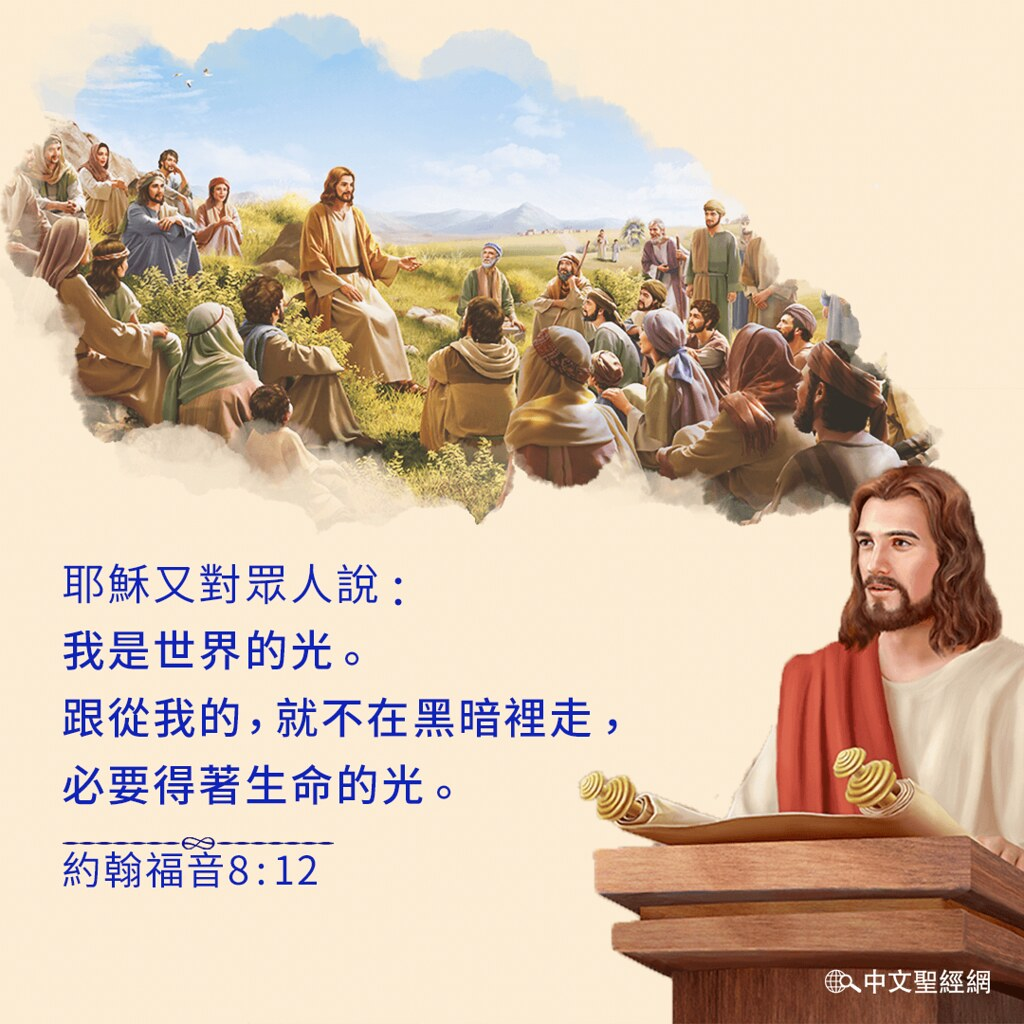 耶穌又對眾人說：
我是世界的光。
跟從我的，就不在黑暗裡走，
必要得著生命的光。
約翰福音8:12
中文聖經網